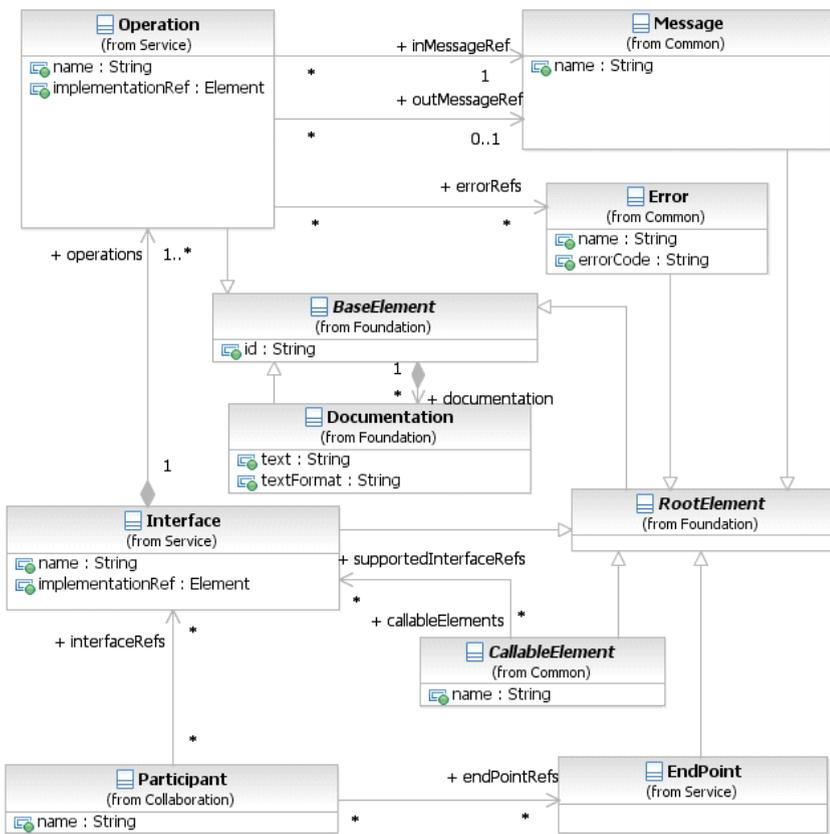 Operation
(from Service)
name : String
implementationRef : Element
+ inMessageRef
*
1
+ outMessageRef
*
0..1
Message
(from Common)
name : String
+ errorRefs
*
*
Error
(from Common)
name : String
errorCode : String
+ operations
1..*
BaseElement
(from Foundation)
id : String
1
*
+ documentation
Documentation
(from Foundation)
text : String
textFormat : String
1
Interface
(from Service)
name : String
implementationRef : Element
RootElement
(from Foundation)
+ supportedInterfaceRefs
*
+ callableElements
*
+ interfaceRefs
*
CallableElement
(from Common)
name : String
*
Participant
(from Collaboration)
name : String
+ endPointRefs
*
*
EndPoint
(from Service)